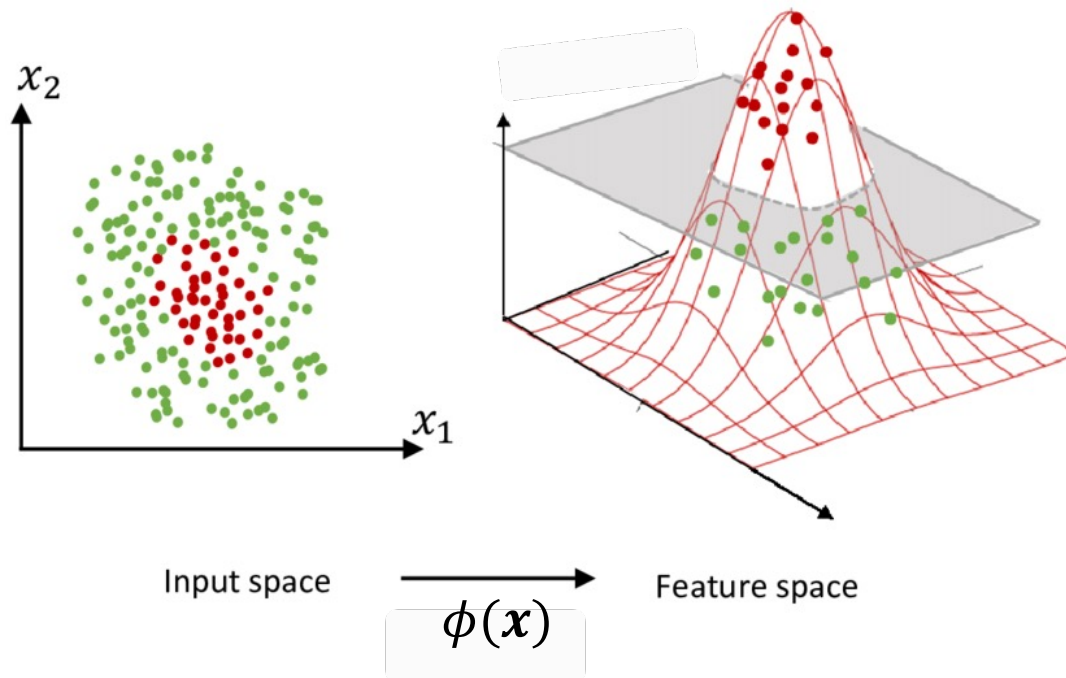 x₂
x₁
Input space
Feature space
ϕ(x)